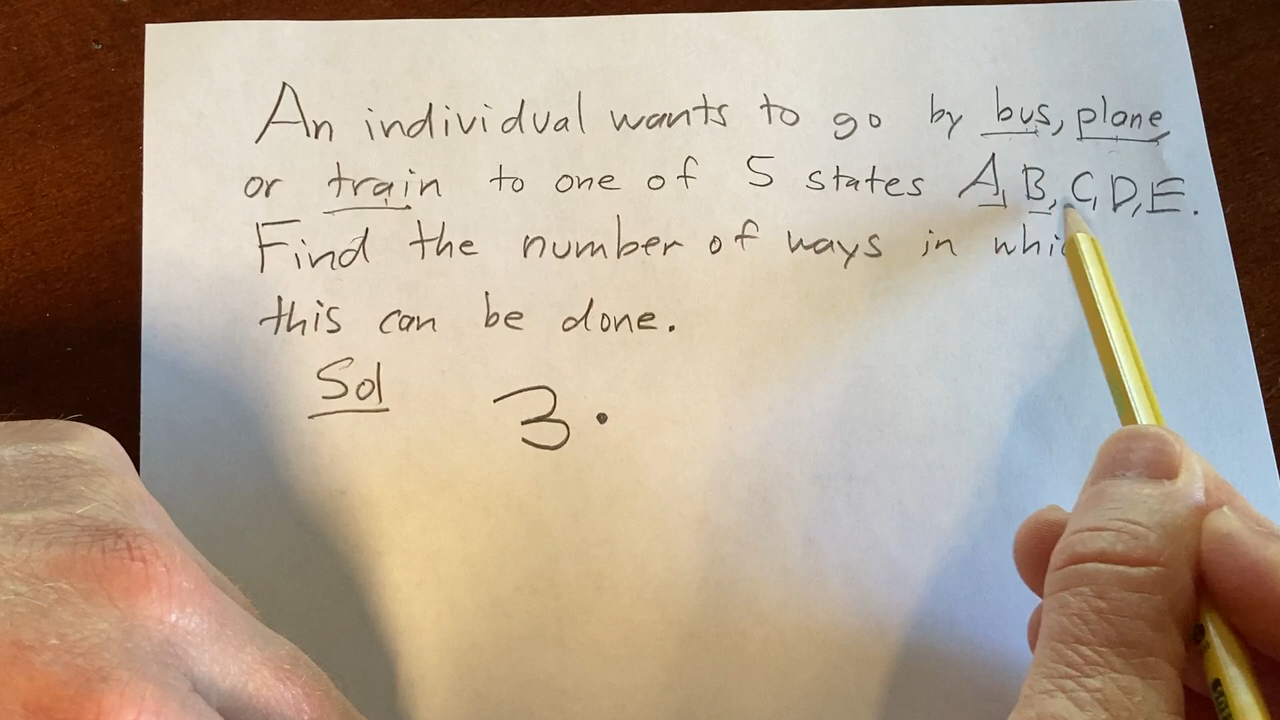 An individual wants to go by bus, plane
or train to one of 5 states A, B, C, D, E.
Find the number of ways in
this can be done.
Sol 3 ·